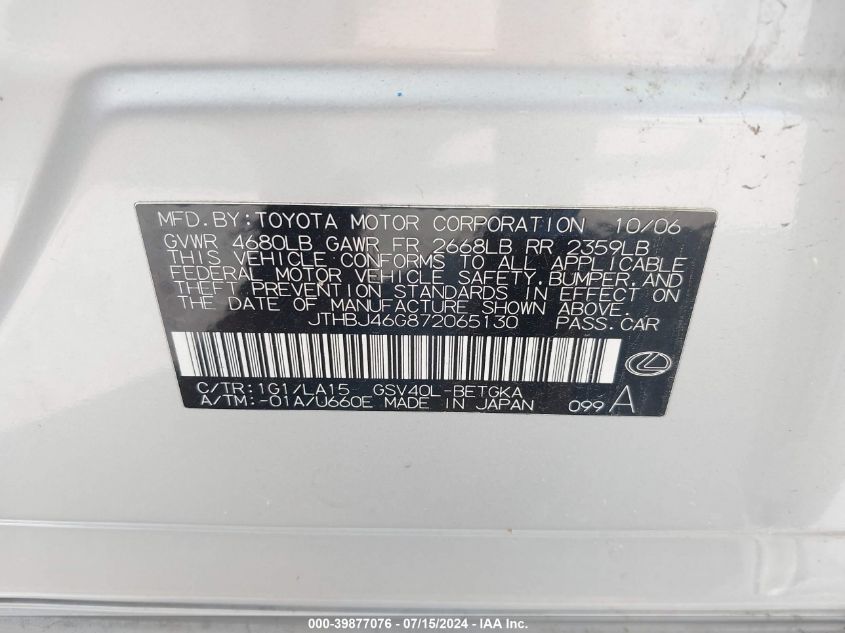 MFD.BY:TOYOTA MOTOR CORPORATION 10/06
GVWR 4680LB GAWR FR 2668LB RR 2359LB
THIS VEHICLE CONFORMS TO ALL APPLICABLE
FEDERAL MOTOR VEHICLE SAFETY,BUMPER,AND
THEFT PREVENTION STANDARDS IN EFFECT ON
THE DATE OF MANUFACTURE SHOWN ABOVE.
JTHBJ46G872065130 PASS.CAR
C/TR:1G1/LA15- GSV40L-BETGKA
A/TM:-01A/U660E MADE IN JAPAN 099 A
000-39877076 - 07/15/2024 - IAA Inc.